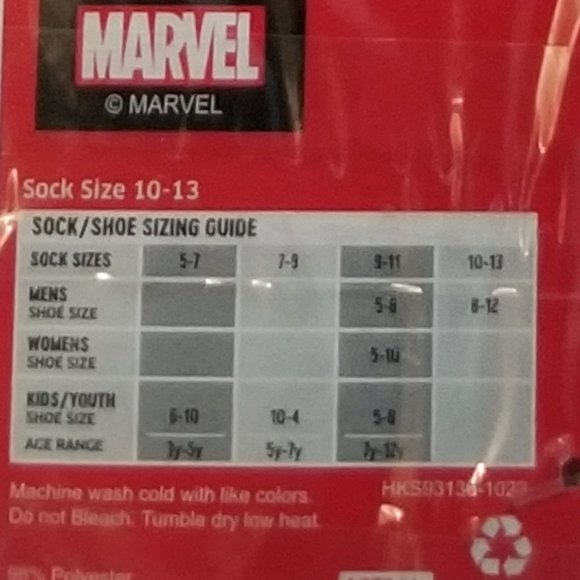 MARVEL
© MARVEL
Sock Size 10-13
SOCK/SHOE SIZING GUIDE
SOCK SIZES 5-7 7-9 9-11 10-13
MENS
SHOE SIZE 5-8 8-12
WOMENS
SHOE SIZE 5-10
KIDS/YOUTH
SHOE SIZE 6-10 10-4 5-8
AGE RANGE 5y-7y 7y-12y
Machine wash cold with like colors.
Do not Bleach. Tumble dry low heat.
Polyester